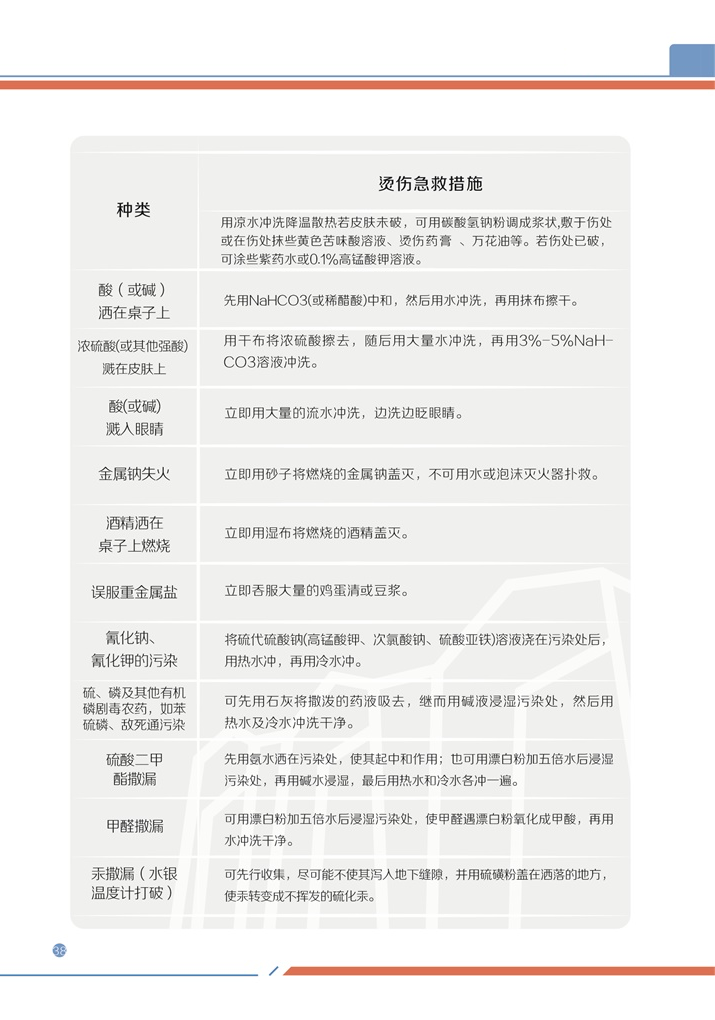 烫伤急救措施
种类
用凉水冲洗降温散热若皮肤未破，可用碳酸氢钠粉调成浆状,敷于伤处
或在伤处抹些黄色苦味酸溶液、烫伤药膏 、万花油等。若伤处已破，
可涂些紫药水或0.1%高锰酸钾溶液。
酸（或碱）
洒在桌子上
先用NaHCO3(或稀醋酸)中和，然后用水冲洗，再用抹布擦干。
浓硫酸(或其他强酸)
溅在皮肤上
用干布将浓硫酸擦去，随后用大量水冲洗，再用3%-5%NaH-
CO3溶液冲洗。
酸(或碱)
溅入眼睛
立即用大量的流水冲洗，边洗边眨眼睛。
金属钠失火
立即用砂子将燃烧的金属钠盖灭，不可用水或泡沫灭火器扑救。
酒精洒在
桌子上燃烧
立即用湿布将燃烧的酒精盖灭。
误服重金属盐
立即吞服大量的鸡蛋清或豆浆。
氰化钠、
氰化钾的污染
将硫代硫酸钠(高锰酸钾、次氯酸钠、硫酸亚铁)溶液浇在污染处后，
用热水冲，再用冷水冲。
硫、磷及其他有机
磷剧毒农药，如苯
硫磷、敌死通污染
可先用石灰将撒泼的药液吸去，继而用碱液浸湿污染处，然后用
热水及冷水冲洗干净。
硫酸二甲
酯撒漏
先用氨水洒在污染处，使其起中和作用；也可用漂白粉加五倍水后浸湿
污染处，再用碱水浸湿，最后用热水和冷水各冲一遍。
甲醛撒漏
可用漂白粉加五倍水后浸湿污染处，使甲醛遇漂白粉氧化成甲酸，再用
水冲洗干净。
汞撒漏（水银
温度计打破）
可先行收集，尽可能不使其泻入地下缝隙，并用硫磺粉盖在洒落的地方，
使汞转变成不挥发的硫化汞。
38